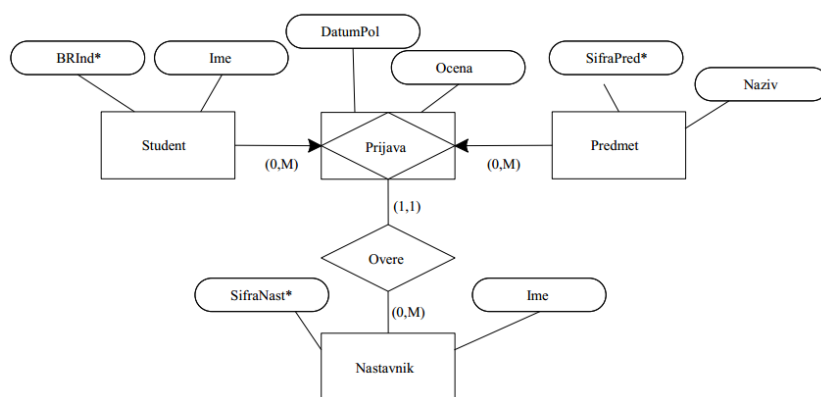 DatumPol
BRInd*
Ime
Ocena
SifraPred*
Naziv
Student
Prijava
Predmet
(0,M)
(0,M)
(1,1)
Overe
SifraNast*
Ime
(0,M)
Nastavnik